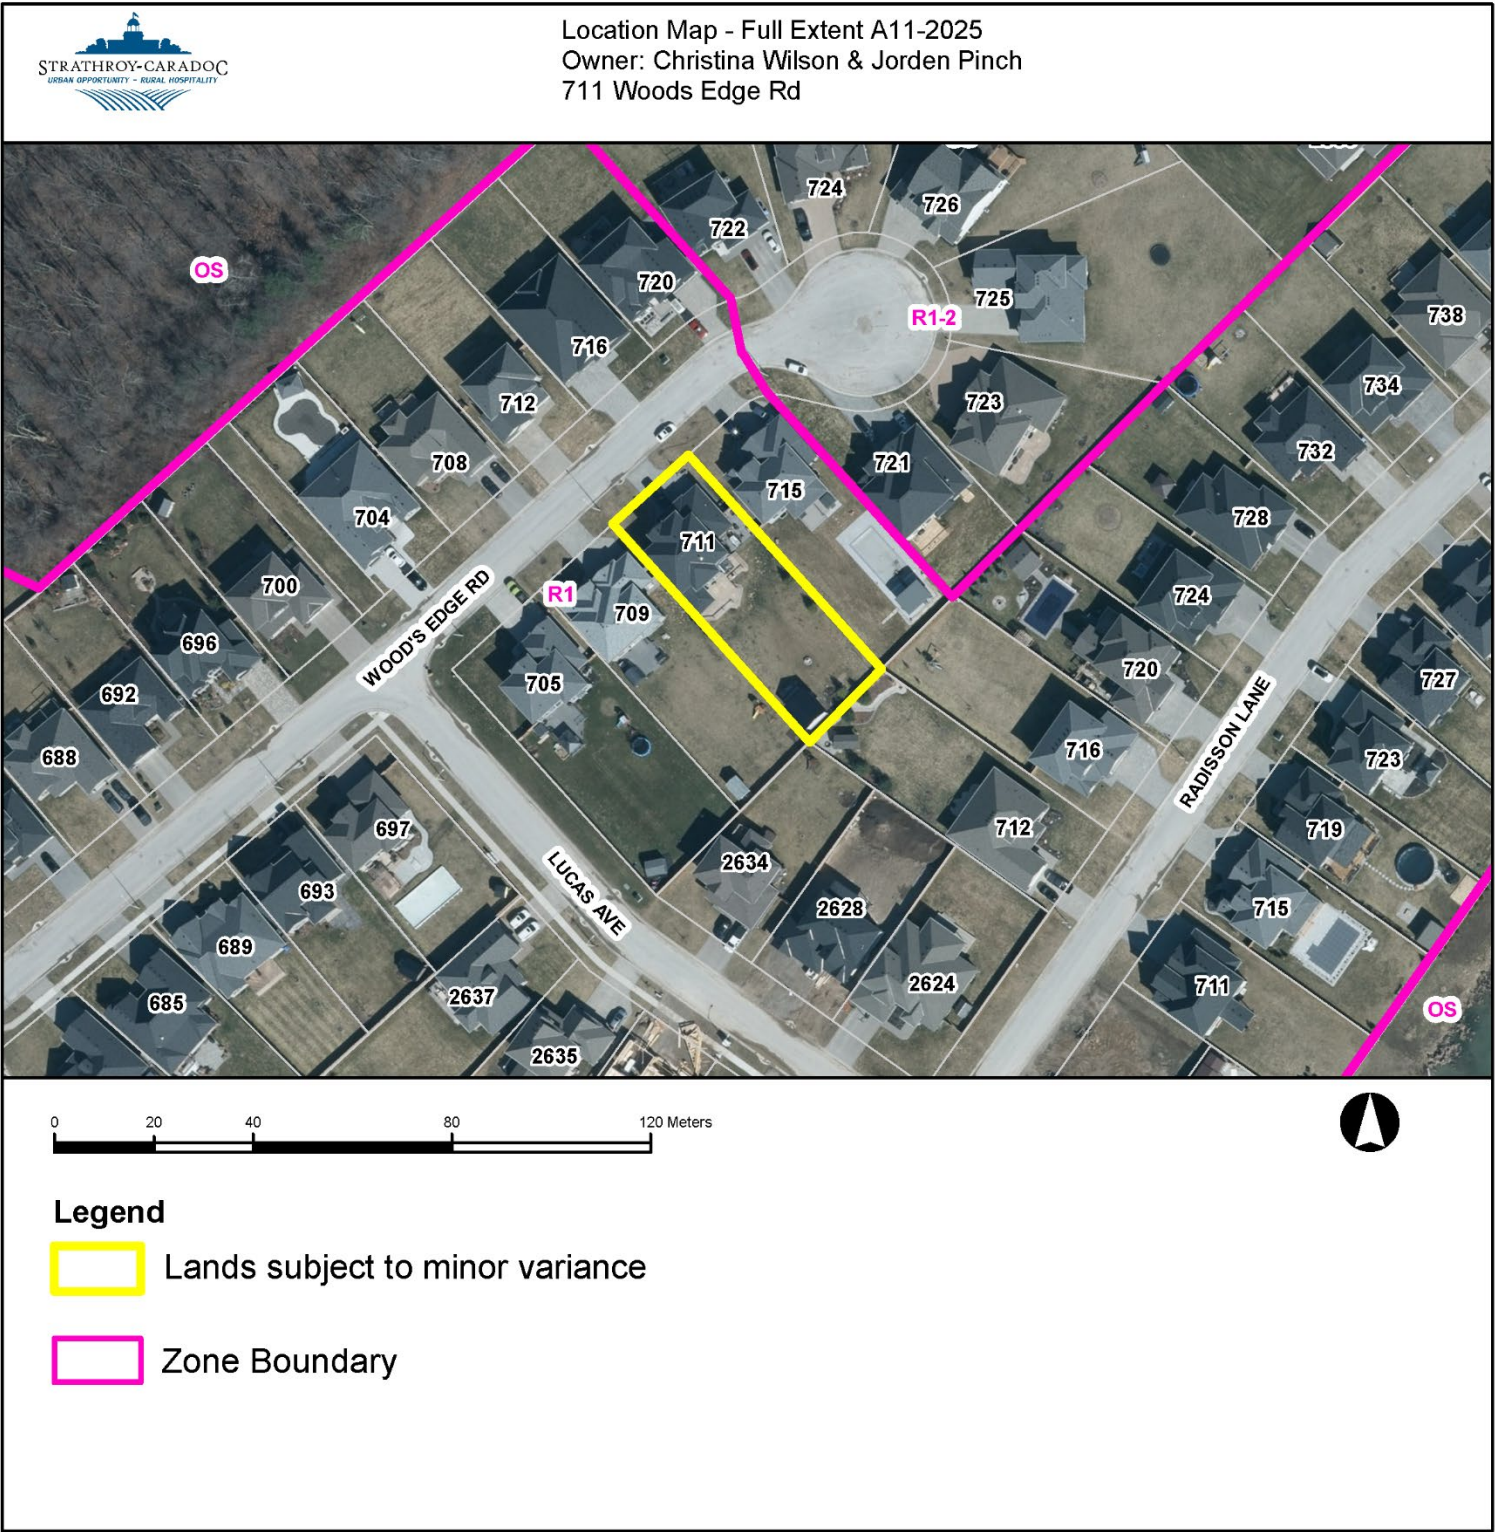 STRATHROY-CARADOC
URBAN OPPORTUNITY - RURAL HOSPITALITY
Location Map - Full Extent A11-2025
Owner: Christina Wilson & Jorden Pinch
711 Woods Edge Rd
724
726
722
OS
720
725
R1-2
738
716
712
723
734
708
721
732
715
704
728
711
700
R1
709
724
WOOD'S EDGE RD
696
705
720
727
692
RADISSON LANE
688
716
723
697
712
719
2634
LUCAS AVE
693
2628
715
689
2624
711
685
2637
OS
2635
0 20 40 80 120 Meters
Legend
Lands subject to minor variance
Zone Boundary